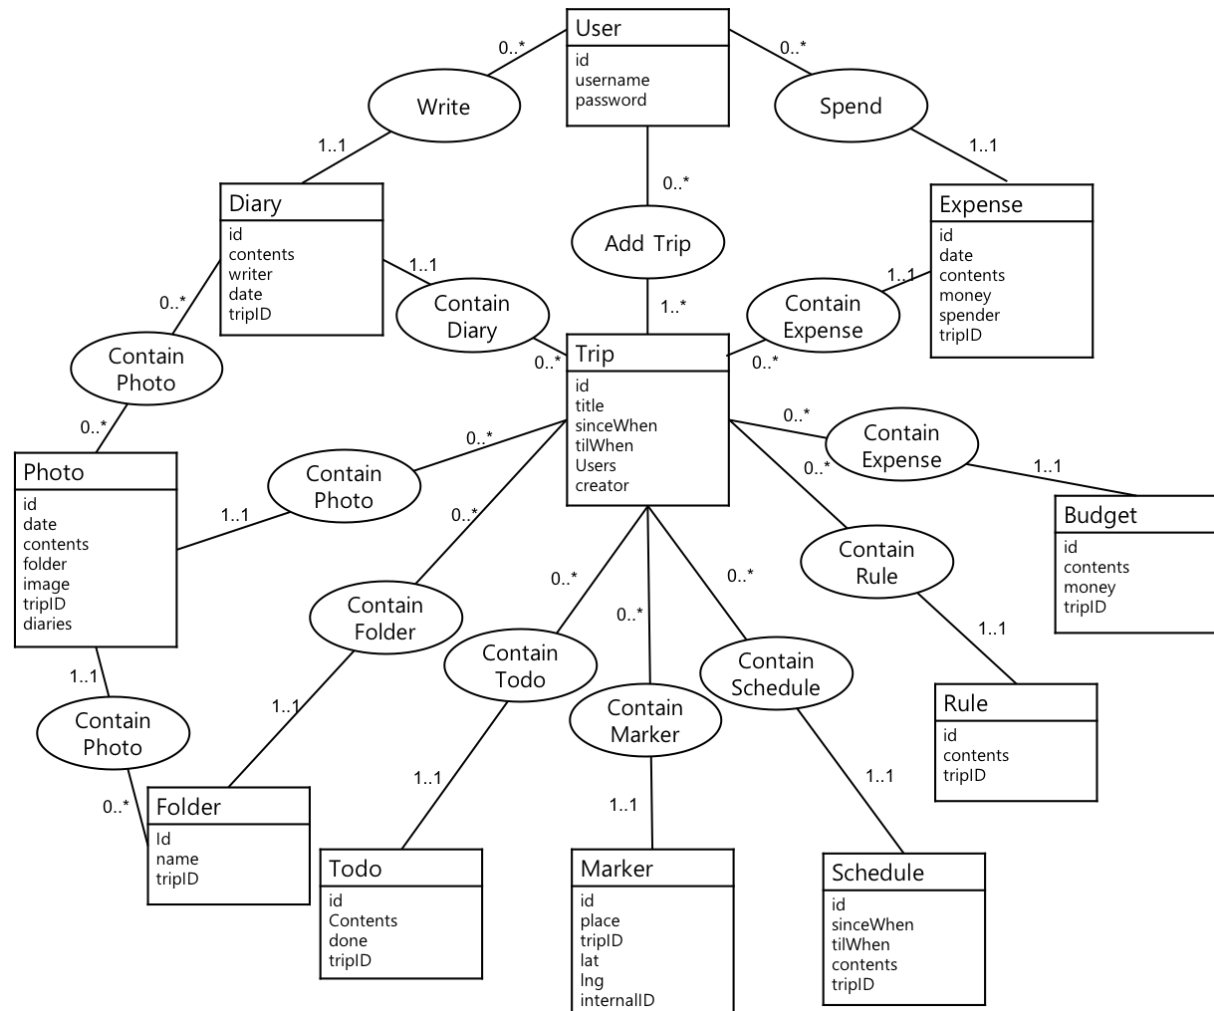 User
id
username
password
0..*
0..*
Write
Spend
1..1
1..1
0..*
Diary
id
contents
writer
date
tripID
Expense
id
date
contents
money
spender
tripID
Add Trip
1..1
1..1
Contain
Diary
Contain
Expense
0..*
1..*
Contain
Photo
0..*
0..*
Trip
id
title
sinceWhen
tilWhen
Users
creator
0..*
0..*
0..*
Contain
Expense
Photo
id
date
contents
folder
image
tripID
diaries
Contain
Photo
0..*
1..1
1..1
0..*
Budget
id
contents
money
tripID
Contain
Rule
Contain
Folder
0..*
0..*
0..*
1..1
Contain
Todo
Contain
Schedule
1..1
Contain
Photo
1..1
Contain
Marker
Rule
id
contents
tripID
0..*
Folder
Id
name
tripID
1..1
1..1
1..1
Todo
id
Contents
done
tripID
Marker
id
place
tripID
lat
lng
internalID
Schedule
id
sinceWhen
tilWhen
contents
tripID